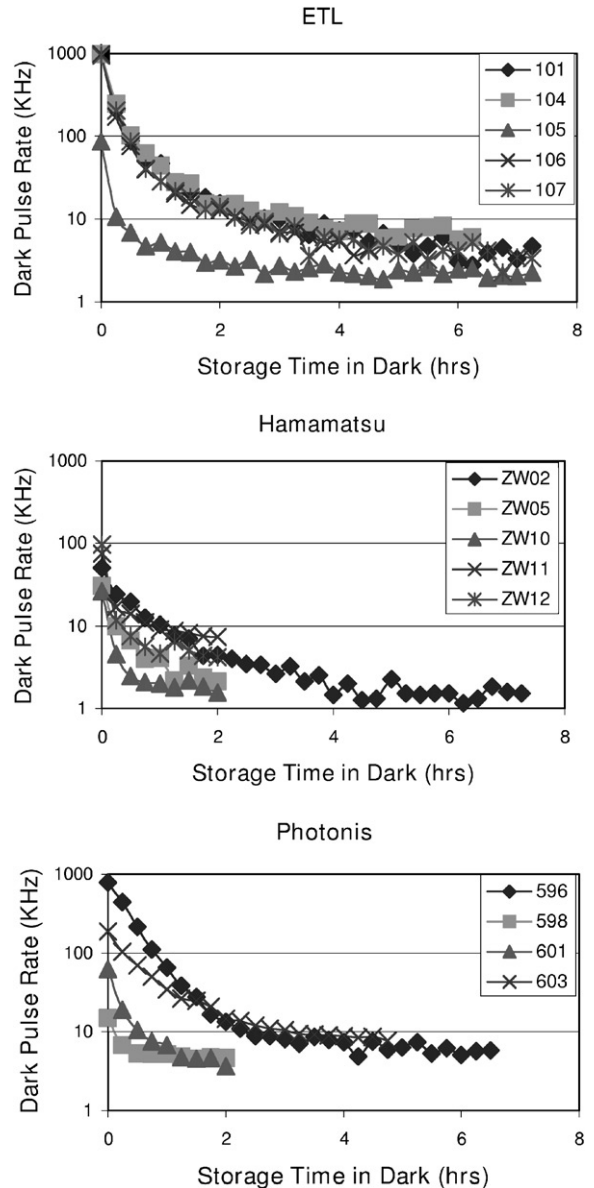 ETL
Dark Pulse Rate (KHz)
1000
100
10
1
101
104
105
106
107
0 2 4 6 8
Storage Time in Dark (hrs)
Hamamatsu
Dark Pulse Rate (KHz)
1000
100
10
1
ZW02
ZW05
ZW10
ZW11
ZW12
0 2 4 6 8
Storage Time in Dark (hrs)
Photonis
Dark Pulse Rate (KHz)
1000
100
10
1
596
598
601
603
0 2 4 6 8
Storage Time in Dark (hrs)